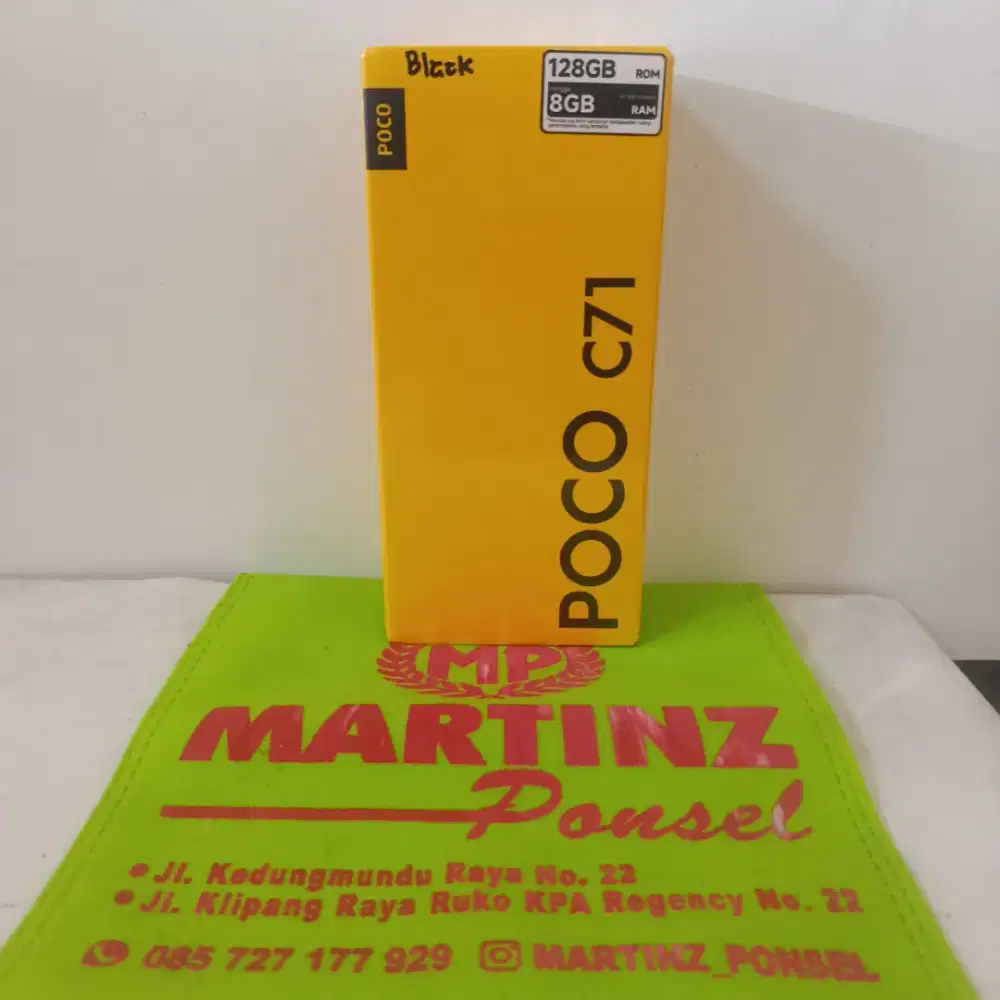 Black
128GB ROM
Hingga
8GB RAM
POCO
POCO C71
MP
MARTINZ
Ponsel
• Jl. Kedungmundu Raya No. 22
• Jl. Klipang Raya Ruko KPA Regency No. 22
085 727 177 929 MARTINZ_PONSEL